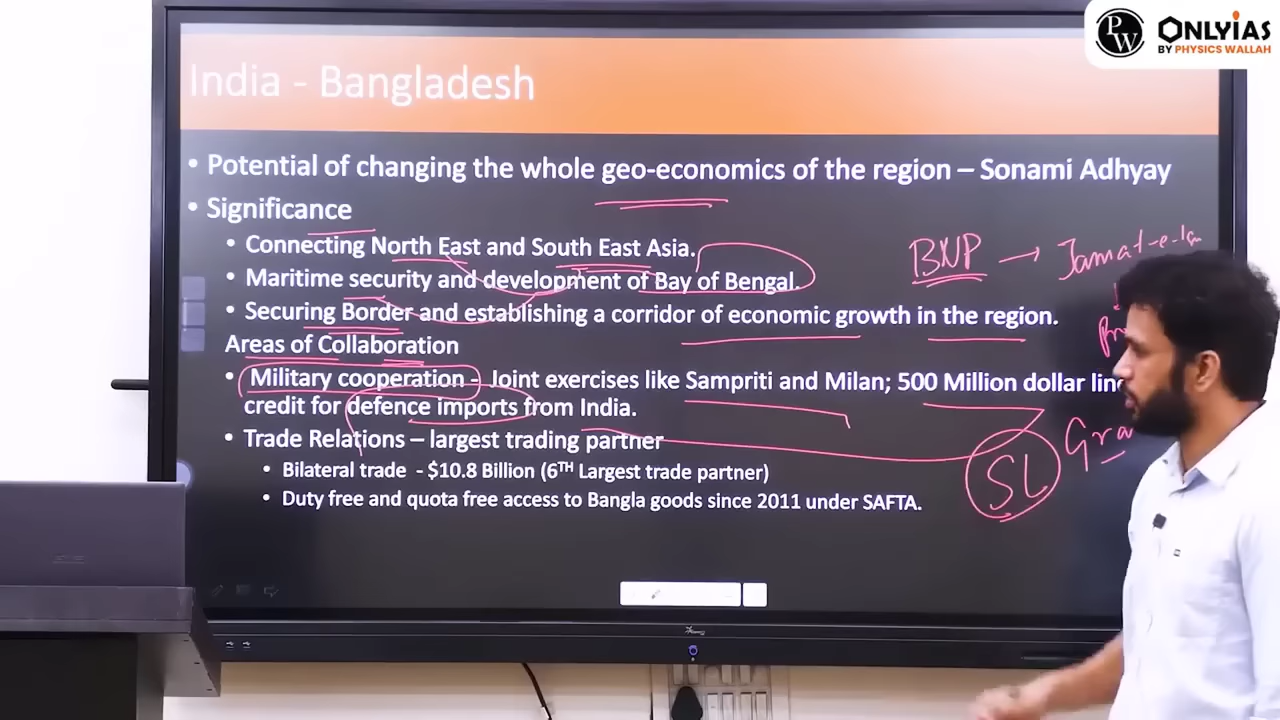 PW
ONLYIAS
BY PHYSICS WALLAH
India - Bangladesh
• Potential of changing the whole geo-economics of the region – Sonami Adhyay
• Significance
• Connecting North East and South East Asia.
• Maritime security and development of Bay of Bengal.
• Securing Border and establishing a corridor of economic growth in the region.
BNP → Jamat-e-
Areas of Collaboration
• Military cooperation - Joint exercises like Sampriti and Milan; 500 Million dollar
credit for defence imports from India.
• Trade Relations – largest trading partner
SL
• Bilateral trade - $10.8 Billion (6TH Largest trade partner)
• Duty free and quota free access to Bangla goods since 2011 under SAFTA.